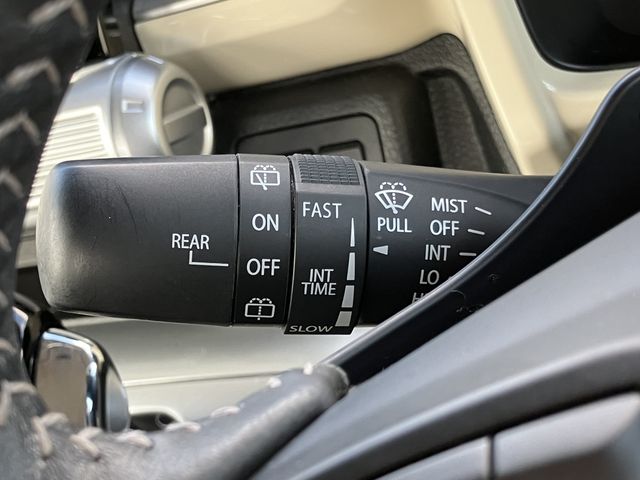 REAR
ON
OFF
FAST
INT
TIME
SLOW
PULL
MIST
OFF
INT
LO